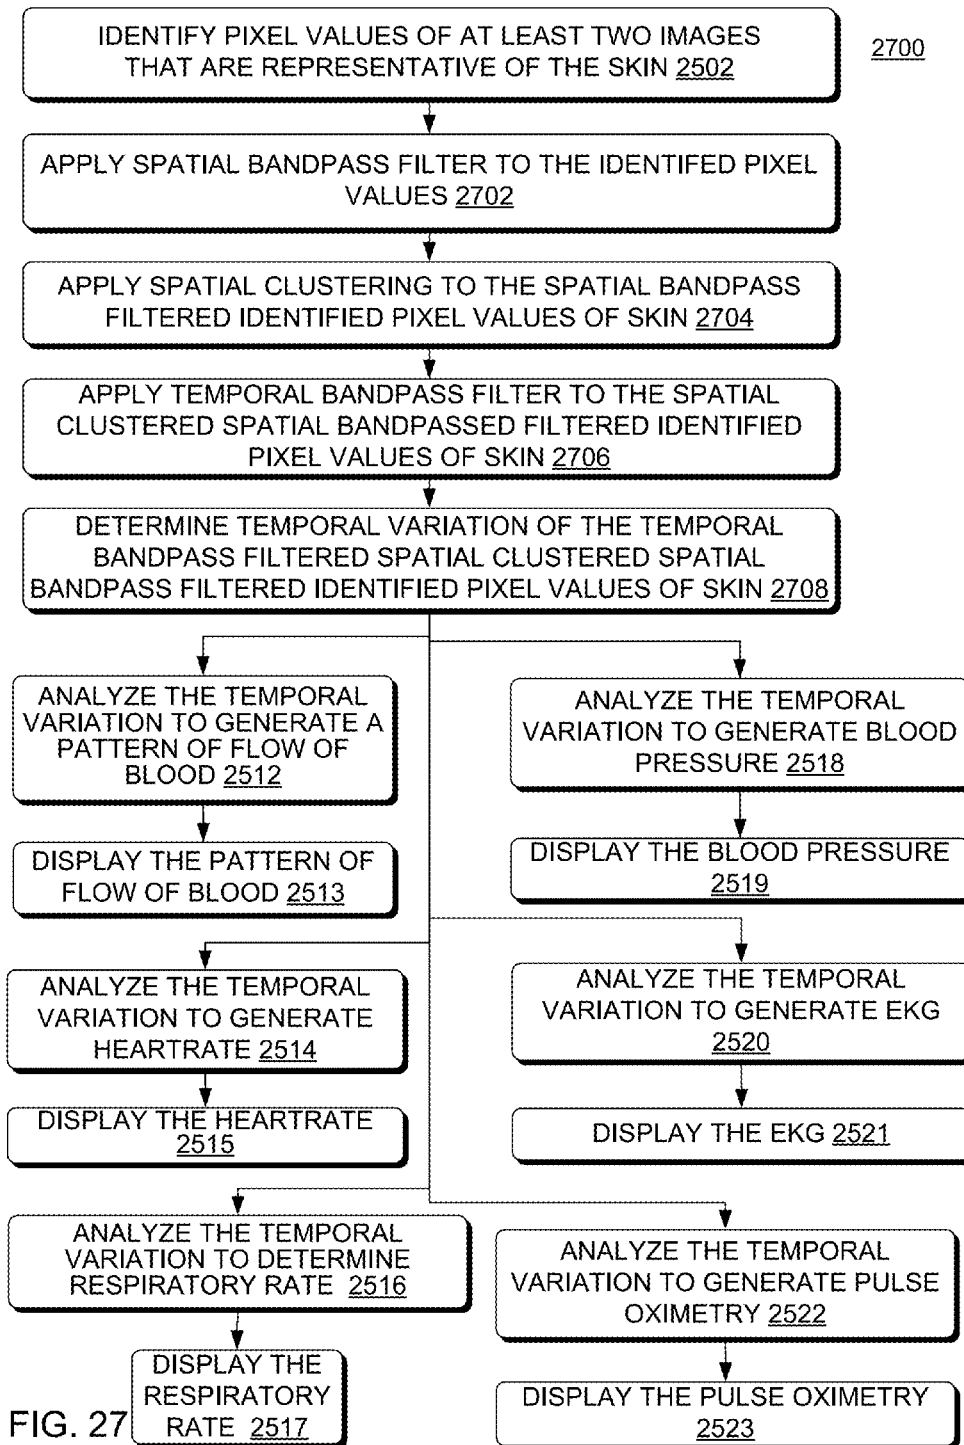 IDENTIFY PIXEL VALUES OF AT LEAST TWO IMAGES
THAT ARE REPRESENTATIVE OF THE SKIN 2502
2700
APPLY SPATIAL BANDPASS FILTER TO THE IDENTIFED PIXEL
VALUES 2702
APPLY SPATIAL CLUSTERING TO THE SPATIAL BANDPASS
FILTERED IDENTIFIED PIXEL VALUES OF SKIN 2704
APPLY TEMPORAL BANDPASS FILTER TO THE SPATIAL
CLUSTERED SPATIAL BANDPASSED FILTERED IDENTIFIED
PIXEL VALUES OF SKIN 2706
DETERMINE TEMPORAL VARIATION OF THE TEMPORAL
BANDPASS FILTERED SPATIAL CLUSTERED SPATIAL
BANDPASS FILTERED IDENTIFIED PIXEL VALUES OF SKIN 2708
ANALYZE THE TEMPORAL
VARIATION TO GENERATE A
PATTERN OF FLOW OF
BLOOD 2512
DISPLAY THE PATTERN OF
FLOW OF BLOOD 2513
ANALYZE THE TEMPORAL
VARIATION TO GENERATE BLOOD
PRESSURE 2518
DISPLAY THE BLOOD PRESSURE
2519
ANALYZE THE TEMPORAL
VARIATION TO GENERATE
HEARTRATE 2514
DISPLAY THE HEARTRATE
2515
ANALYZE THE TEMPORAL
VARIATION TO GENERATE EKG
2520
DISPLAY THE EKG 2521
ANALYZE THE TEMPORAL
VARIATION TO DETERMINE
RESPIRATORY RATE 2516
DISPLAY THE
RESPIRATORY
RATE 2517
ANALYZE THE TEMPORAL
VARIATION TO GENERATE PULSE
OXIMETRY 2522
DISPLAY THE PULSE OXIMETRY
2523
FIG. 27